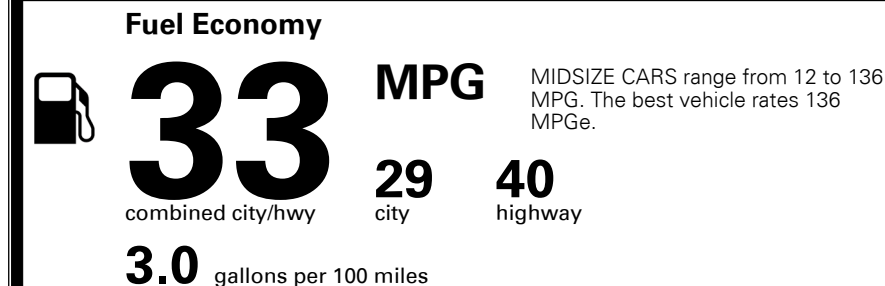 Fuel Economy
33 MPG
MIDSIZE CARS range from 12 to 136
MPG. The best vehicle rates 136
MPGe.
29 40
combined city/hwy city highway
3.0 gallons per 100 miles